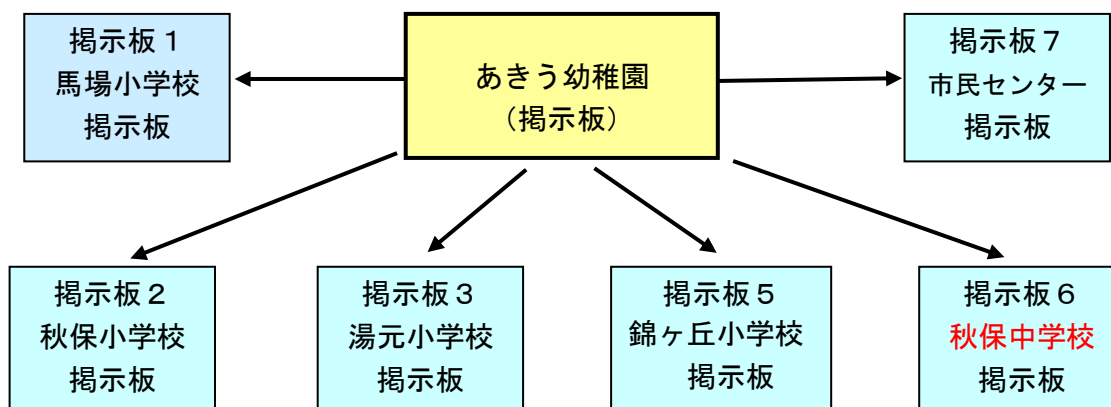 掲示板１
馬場小学校
掲示板
あきう幼稚園
（掲示板）
掲示板７
市民センター
掲示板
掲示板２
秋保小学校
掲示板
掲示板３
湯元小学校
掲示板
掲示板５
錦ヶ丘小学校
掲示板
掲示板６
秋保中学校
掲示板